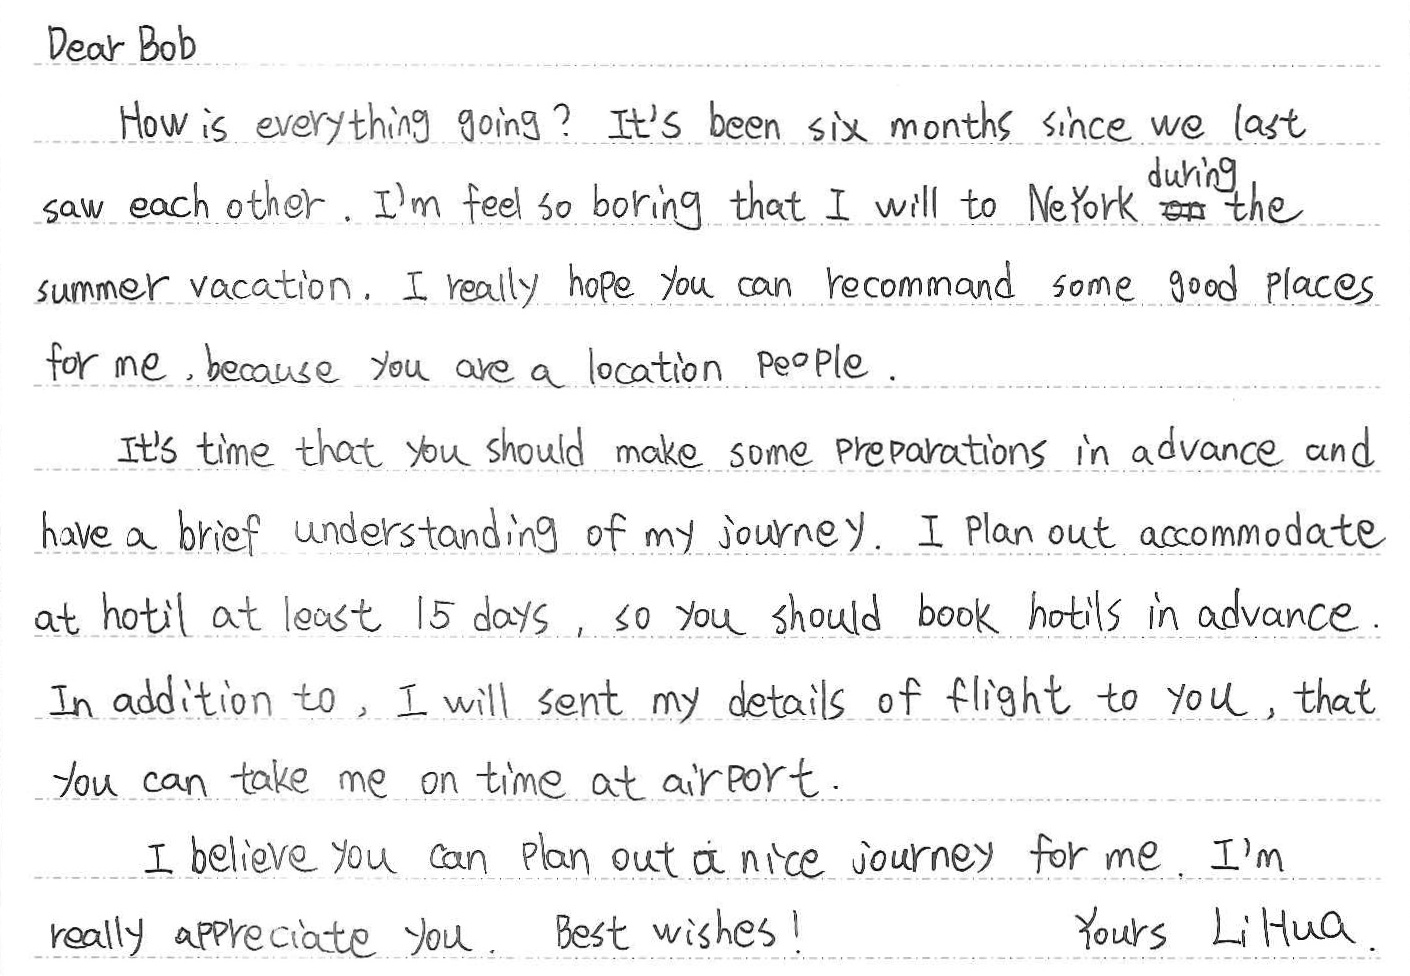 Dear Bob
How is everything going? It's been six months since we last
saw each other. I'm feel so boring that I will to NeYork during the
summer vacation. I really hope you can recommand some good places
for me, because you are a location people.
It's time that you should make some preparations in advance and
have a brief understanding of my journey. I plan out accommodate
at hotil at least 15 days, so you should book hotils in advance.
In addition to, I will sent my details of flight to you, that
you can take me on time at airport.
I believe you can plan out a nice journey for me. I'm
really appreciate you. Best wishes! Yours Li Hua.